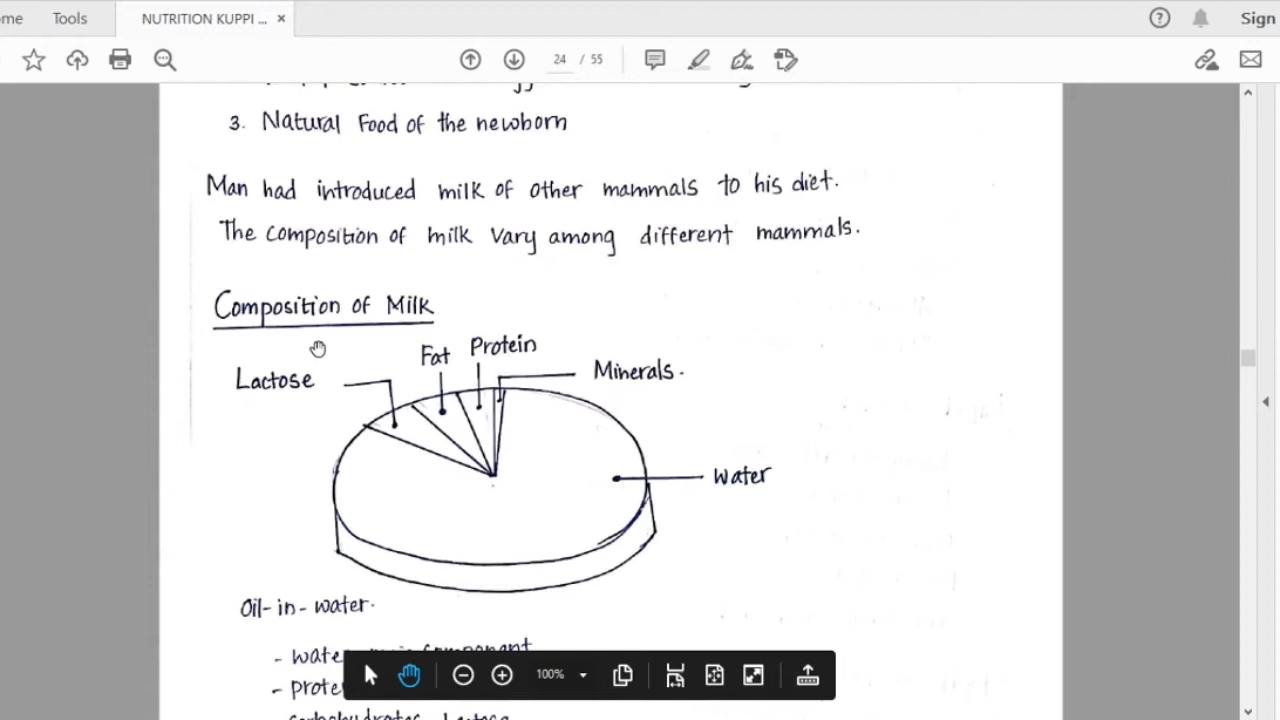 ome Tools NUTRITION KUPPI ... × Sign
24 / 55
3. Natural Food of the newborn
Man had introduced milk of other mammals to his diet.
The composition of milk vary among different mammals.
Composition of Milk
Fat Protein
Lactose Minerals.
water
Oil-in-water.
- wate
- prote
100%